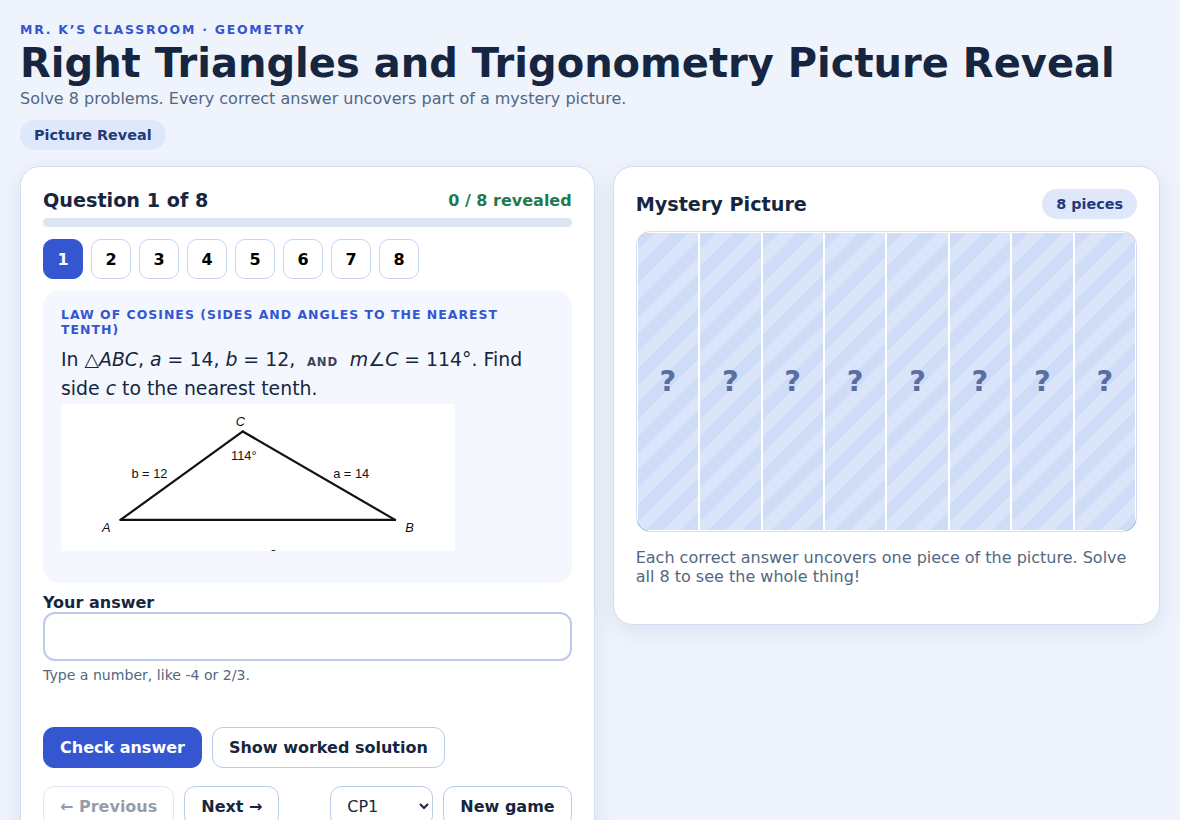 MR. K’S CLASSROOM · GEOMETRY
Right Triangles and Trigonometry Picture Reveal
Solve 8 problems. Every correct answer uncovers part of a mystery picture.
Picture Reveal
Question 1 of 8
0 / 8 revealed
1 2 3 4 5 6 7 8
LAW OF COSINES (SIDES AND ANGLES TO THE NEAREST
TENTH)
In △ABC, a = 14, b = 12, AND m∠C = 114°. Find
side c to the nearest tenth.
C
114°
b = 12
a = 14
A
B
Your answer
Type a number, like -4 or 2/3.
Check answer
Show worked solution
← Previous
Next →
CP1
New game
Mystery Picture
8 pieces
? ? ? ? ? ? ? ?
Each correct answer uncovers one piece of the picture. Solve
all 8 to see the whole thing!